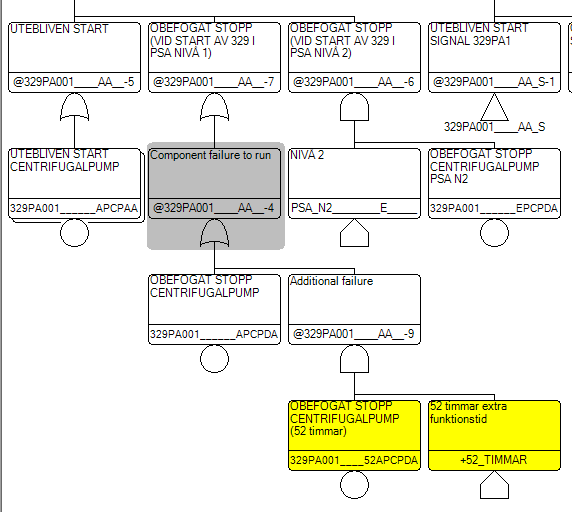 UTEBLIVEN START
@329PA001____AA__-5
OBEFOGAT STOPP
(VID START AV 329 I
PSA NIVÅ 1)
@329PA001____AA__-7
OBEFOGAT STOPP
(VID START AV 329 I
PSA NIVÅ 2)
@329PA001____AA__-6
UTEBLIVEN START
SIGNAL 329PA1
@329PA001____AA_S-1
329PA001____AA_S
UTEBLIVEN START
CENTRIFUGALPUMP
329PA001______APCPAA
Component failure to run
@329PA001____AA__-4
NIVÅ 2
PSA_N2________E_____
OBEFOGAT STOPP
CENTRIFUGALPUMP
PSA N2
329PA001______EPCPDA
OBEFOGAT STOPP
CENTRIFUGALPUMP
329PA001______APCPDA
Additional failure
@329PA001____AA__-9
OBEFOGAT STOPP
CENTRIFUGALPUMP
(52 timmar)
329PA001____52APCPDA
52 timmar extra
funktionstid
+52_TIMMAR